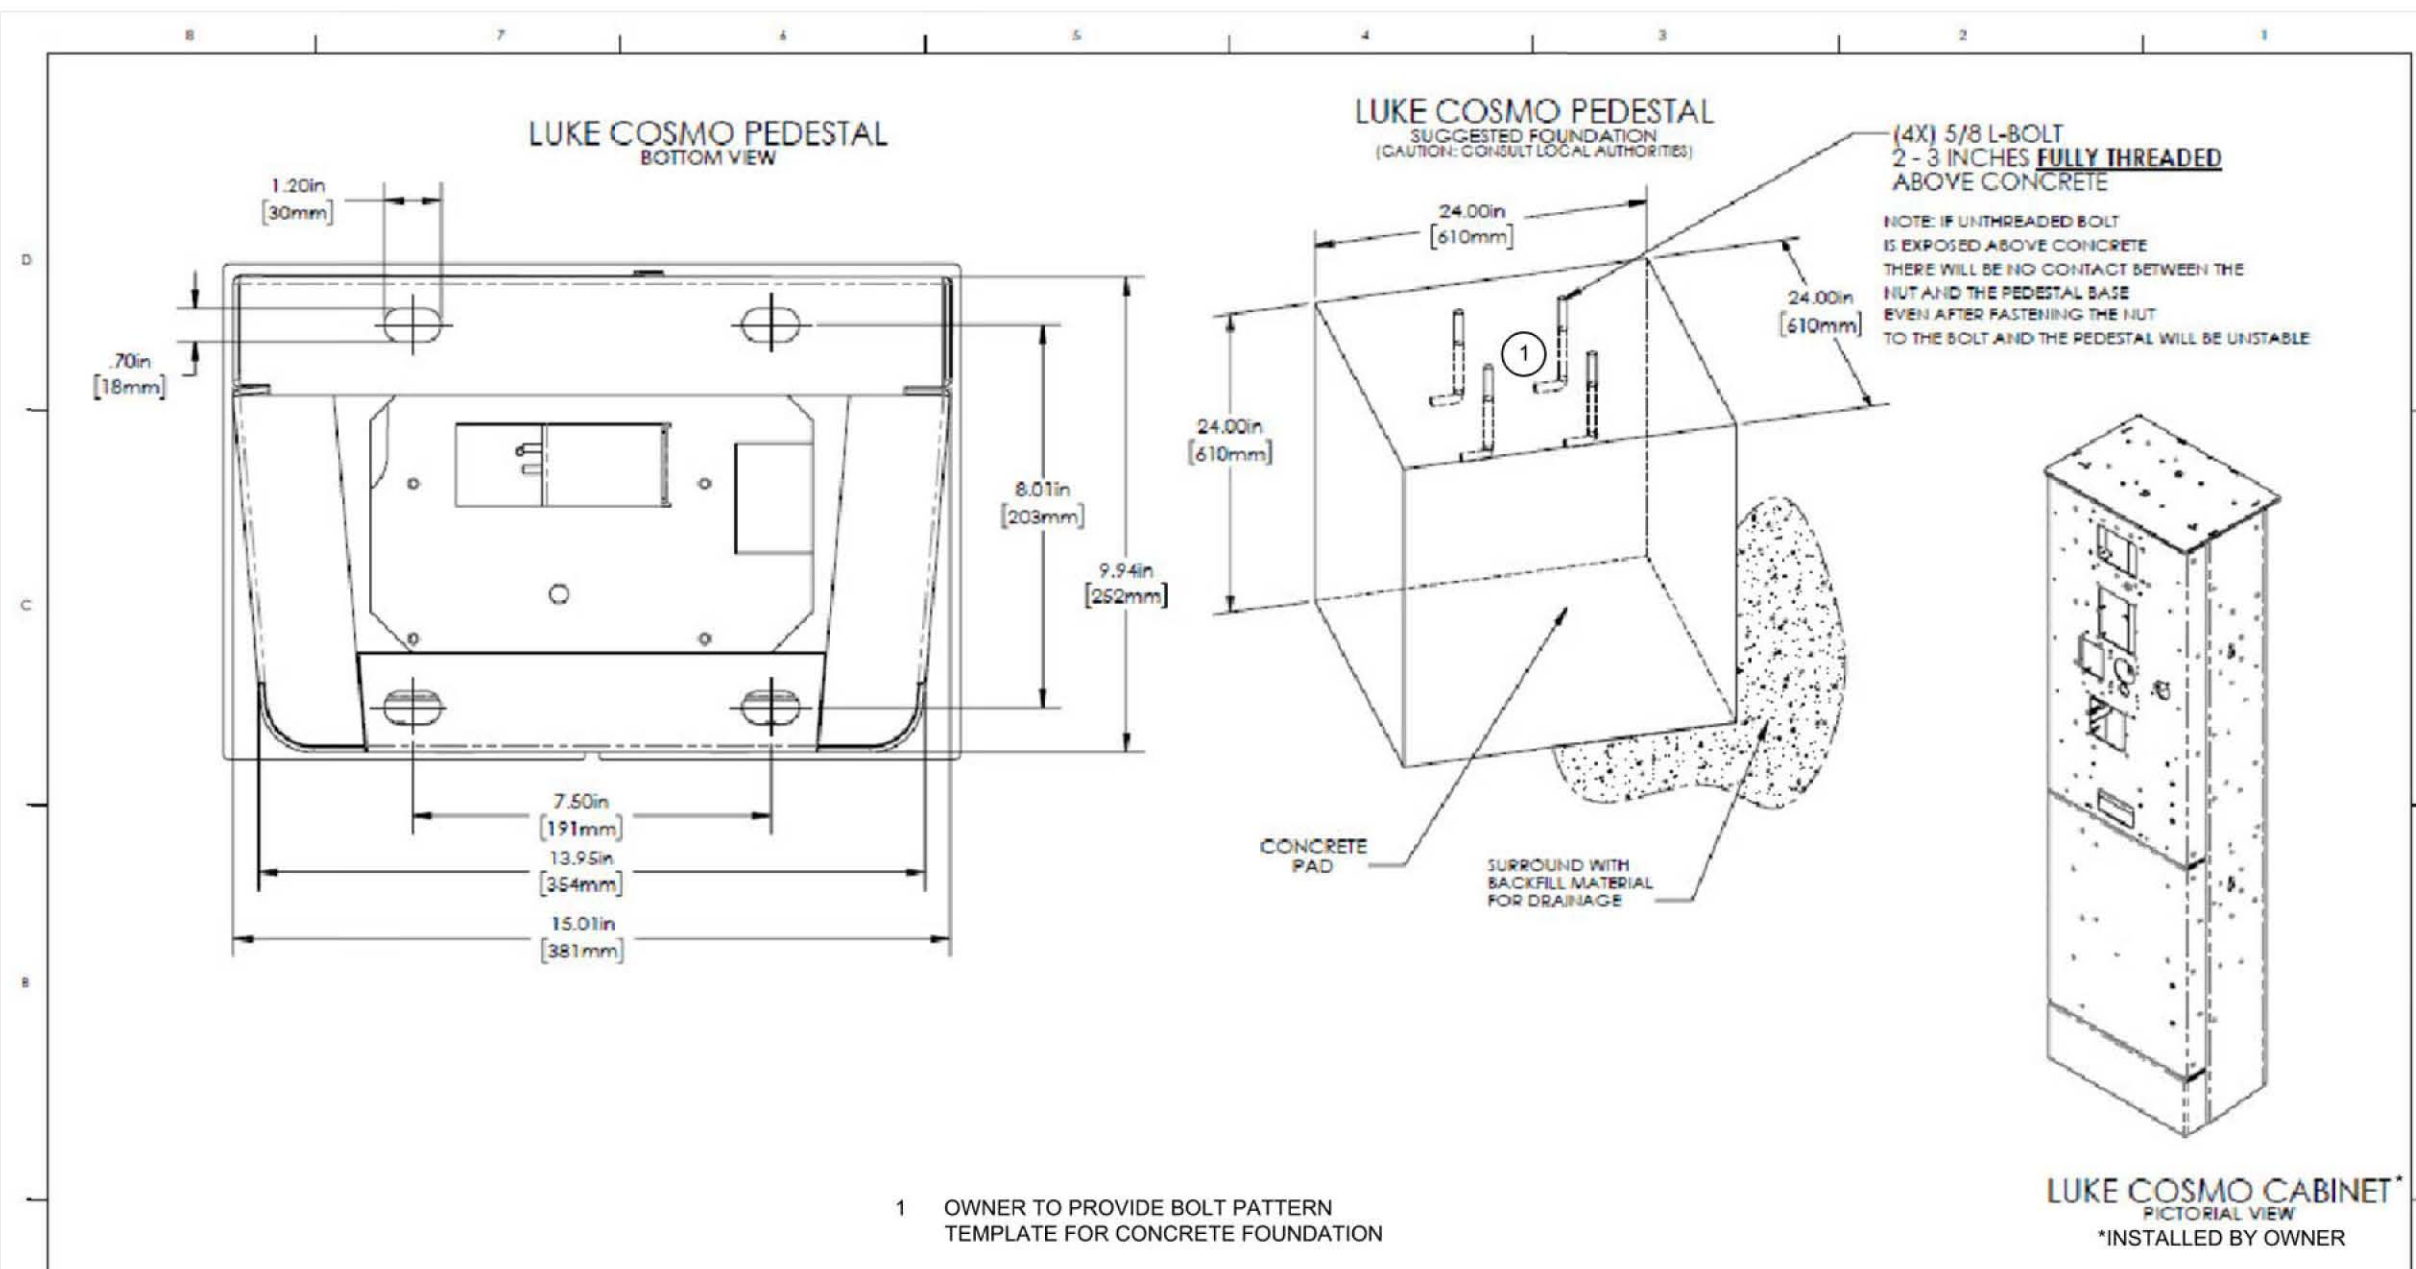 8 7 6 5 4 3 2 1
D
C
B
LUKE COSMO PEDESTAL
BOTTOM VIEW
1.20in
[30mm]
.70in
[18mm]
8.01in
[203mm]
9.94in
[252mm]
7.50in
[191mm]
13.95in
[354mm]
15.01in
[381mm]
LUKE COSMO PEDESTAL
SUGGESTED FOUNDATION
(CAUTION: CONSULT LOCAL AUTHORITIES)
24.00in
[610mm]
24.00in
[610mm]
24.00in
[610mm]
1
(4X) 5/8 L-BOLT
2 - 3 INCHES FULLY THREADED
ABOVE CONCRETE
NOTE: IF UNTHREADED BOLT
IS EXPOSED ABOVE CONCRETE
THERE WILL BE NO CONTACT BETWEEN THE
NUT AND THE PEDESTAL BASE
EVEN AFTER FASTENING THE NUT
TO THE BOLT AND THE PEDESTAL WILL BE UNSTABLE
CONCRETE
PAD
SURROUND WITH
BACKFILL MATERIAL
FOR DRAINAGE
LUKE COSMO CABINET*
PICTORIAL VIEW
*INSTALLED BY OWNER
1 OWNER TO PROVIDE BOLT PATTERN
TEMPLATE FOR CONCRETE FOUNDATION